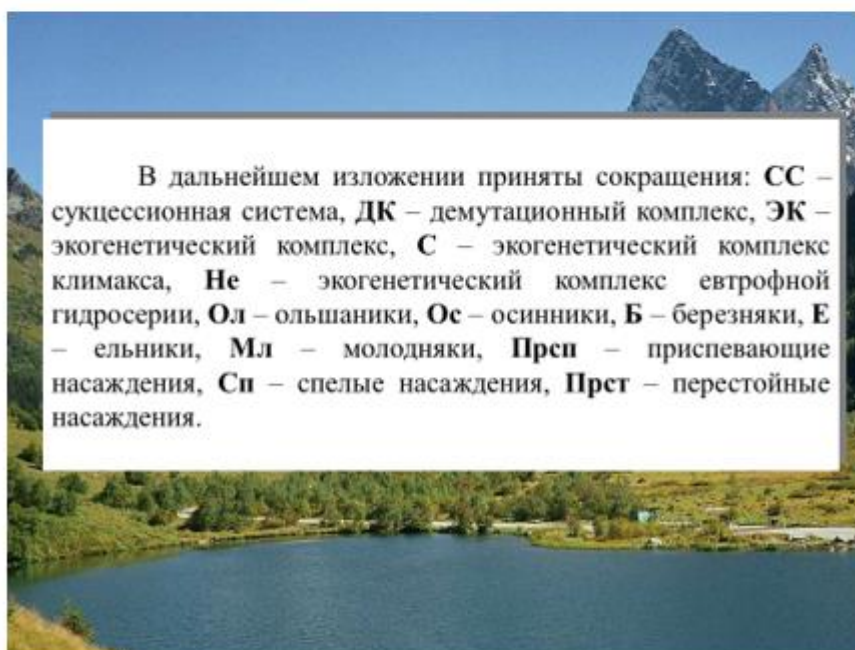 В дальнейшем изложении приняты сокращения: СС –
сукцессионная система, ДК – демутационный комплекс, ЭК –
экогенетический комплекс, С – экогенетический комплекс
климакса, Не – экогенетический комплекс евтрофной
гидросерии, Ол – ольшаники, Ос – осинники, Б – березняки, Е
– ельники, Мл – молодняки, Прсп – приспевающие
насаждения, Сп – спелые насаждения, Прст – перестойные
насаждения.